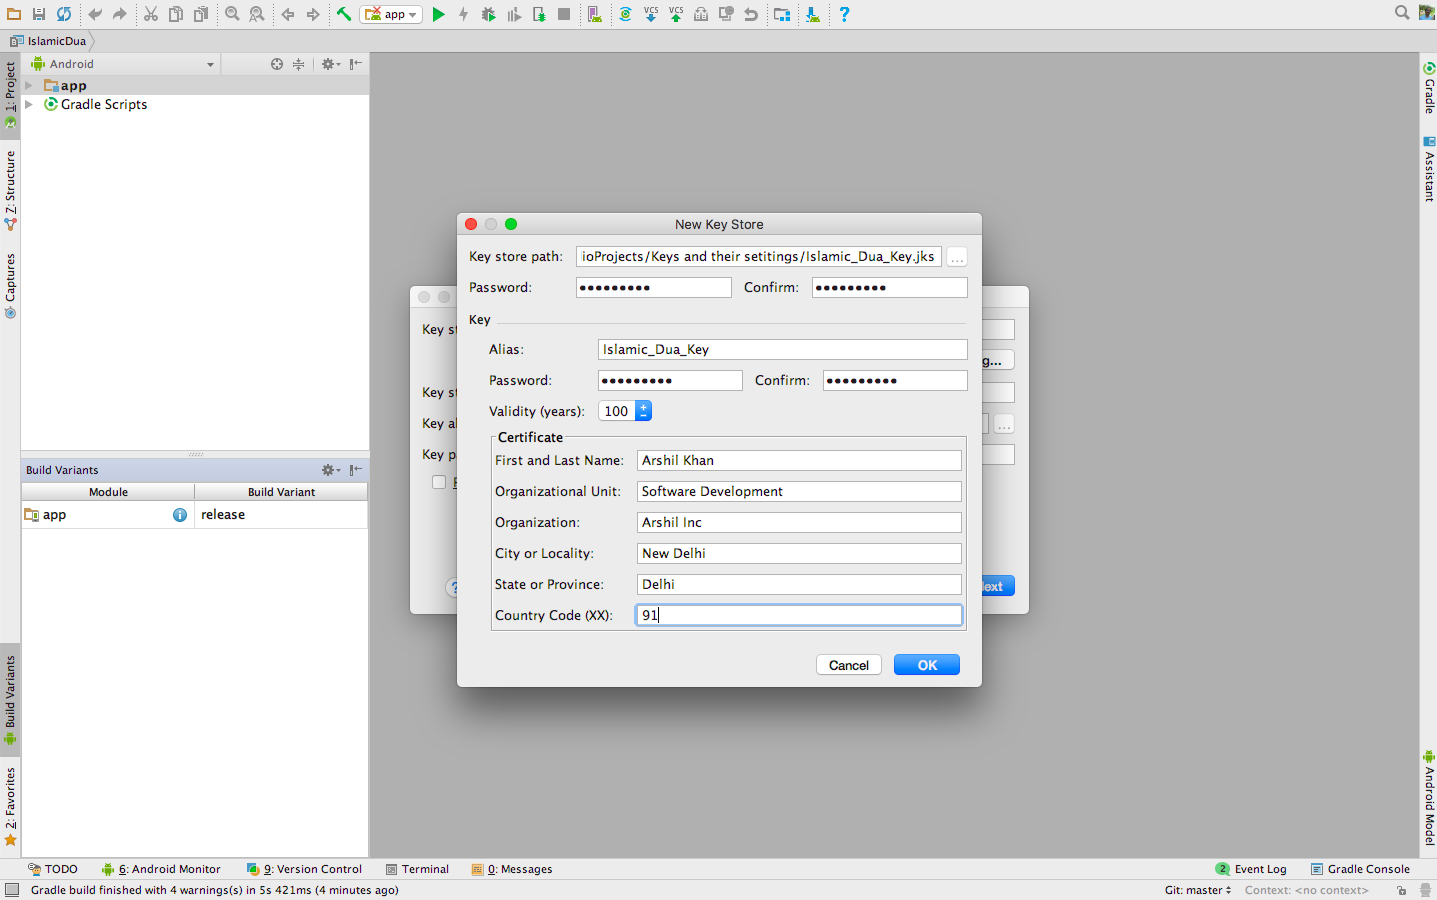 app
IslamicDua
Android
app
Gradle Scripts
1: Project
7: Structure
Captures
Build Variants
2: Favorites
Gradle
Assistant
Android Model
New Key Store
Key store path: ioProjects/Keys and their setitings/Islamic_Dua_Key.jks ...
Password: ●●●●●●●●● Confirm: ●●●●●●●●●
Key
Alias: Islamic_Dua_Key
Password: ●●●●●●●●● Confirm: ●●●●●●●●●
Validity (years): 100
Certificate
First and Last Name: Arshil Khan
Organizational Unit: Software Development
Organization: Arshil Inc
City or Locality: New Delhi
State or Province: Delhi
Country Code (XX): 91
Cancel OK
Key st
g...
Key st
Key al ...
Key p
?
ext
Build Variants
Module Build Variant
app release
TODO 6: Android Monitor 9: Version Control Terminal 0: Messages 2 Event Log Gradle Console
Gradle build finished with 4 warnings(s) in 5s 421ms (4 minutes ago) Git: master Context: <no context>